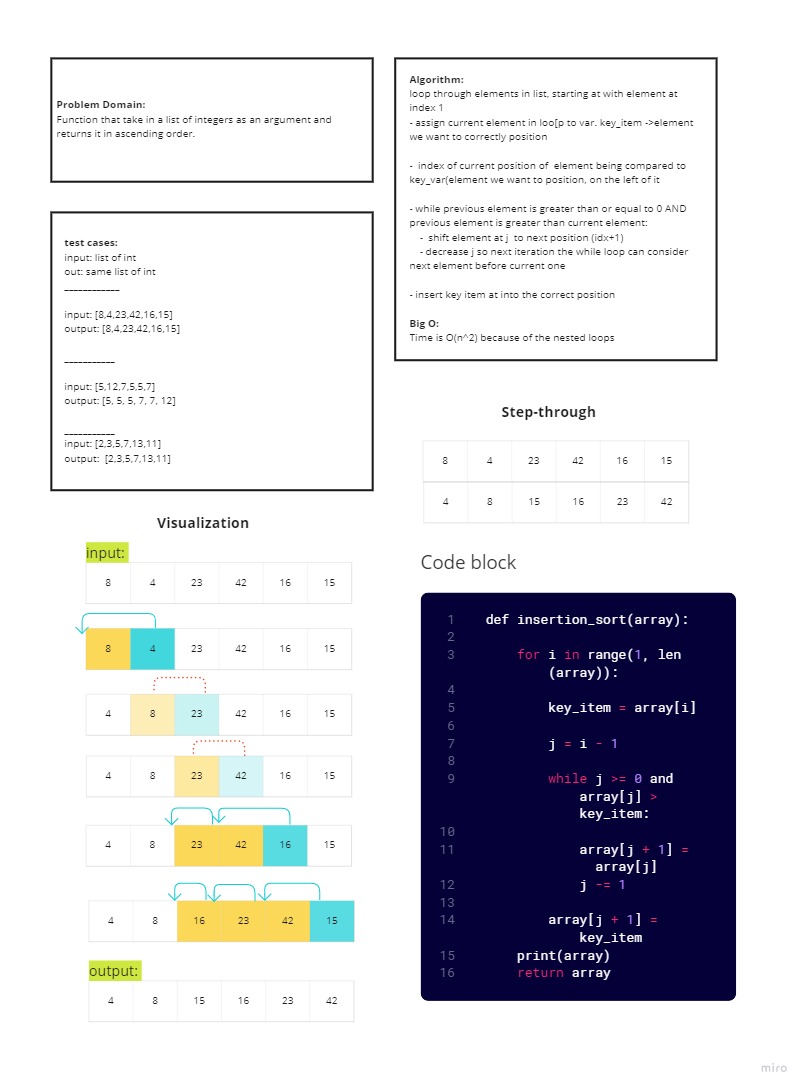 Problem Domain:
Function that take in a list of integers as an argument and
returns it in ascending order.
test cases:
input: list of int
out: same list of int
____________
input: [8,4,23,42,16,15]
output: [8,4,23,42,16,15]
___________
input: [5,12,7,5,5,7]
output: [5, 5, 5, 7, 7, 12]
___________
input: [2,3,5,7,13,11]
output:  [2,3,5,7,13,11]
Visualization
input:
8 4 23 42 16 15
8 4 23 42 16 15
4 8 23 42 16 15
4 8 23 42 16 15
4 8 23 42 16 15
4 8 16 23 42 15
output:
4 8 15 16 23 42
Algorithm:
loop through elements in list, starting at with element at
index 1
- assign current element in loo[p to var. key_item ->element
we want to correctly position
-  index of current position of  element being compared to
key_var(element we want to position, on the left of it
- while previous element is greater than or equal to 0 AND
previous element is greater than current element:
-  shift element at j  to next position (idx+1)
- decrease j so next iteration the while loop can consider
next element before current one
- insert key item at into the correct position
Big O:
Time is O(n^2) because of the nested loops
Step-through
8 4 23 42 16 15
4 8 15 16 23 42
Code block
1 def insertion_sort(array):
2
3 for i in range(1, len
(array)):
4
5 key_item = array[i]
6
7 j = i - 1
8
9 while j >= 0 and
array[j] >
key_item:
10
11 array[j + 1] =
array[j]
12 j -= 1
13
14 array[j + 1] =
key_item
15 print(array)
16 return array
miro